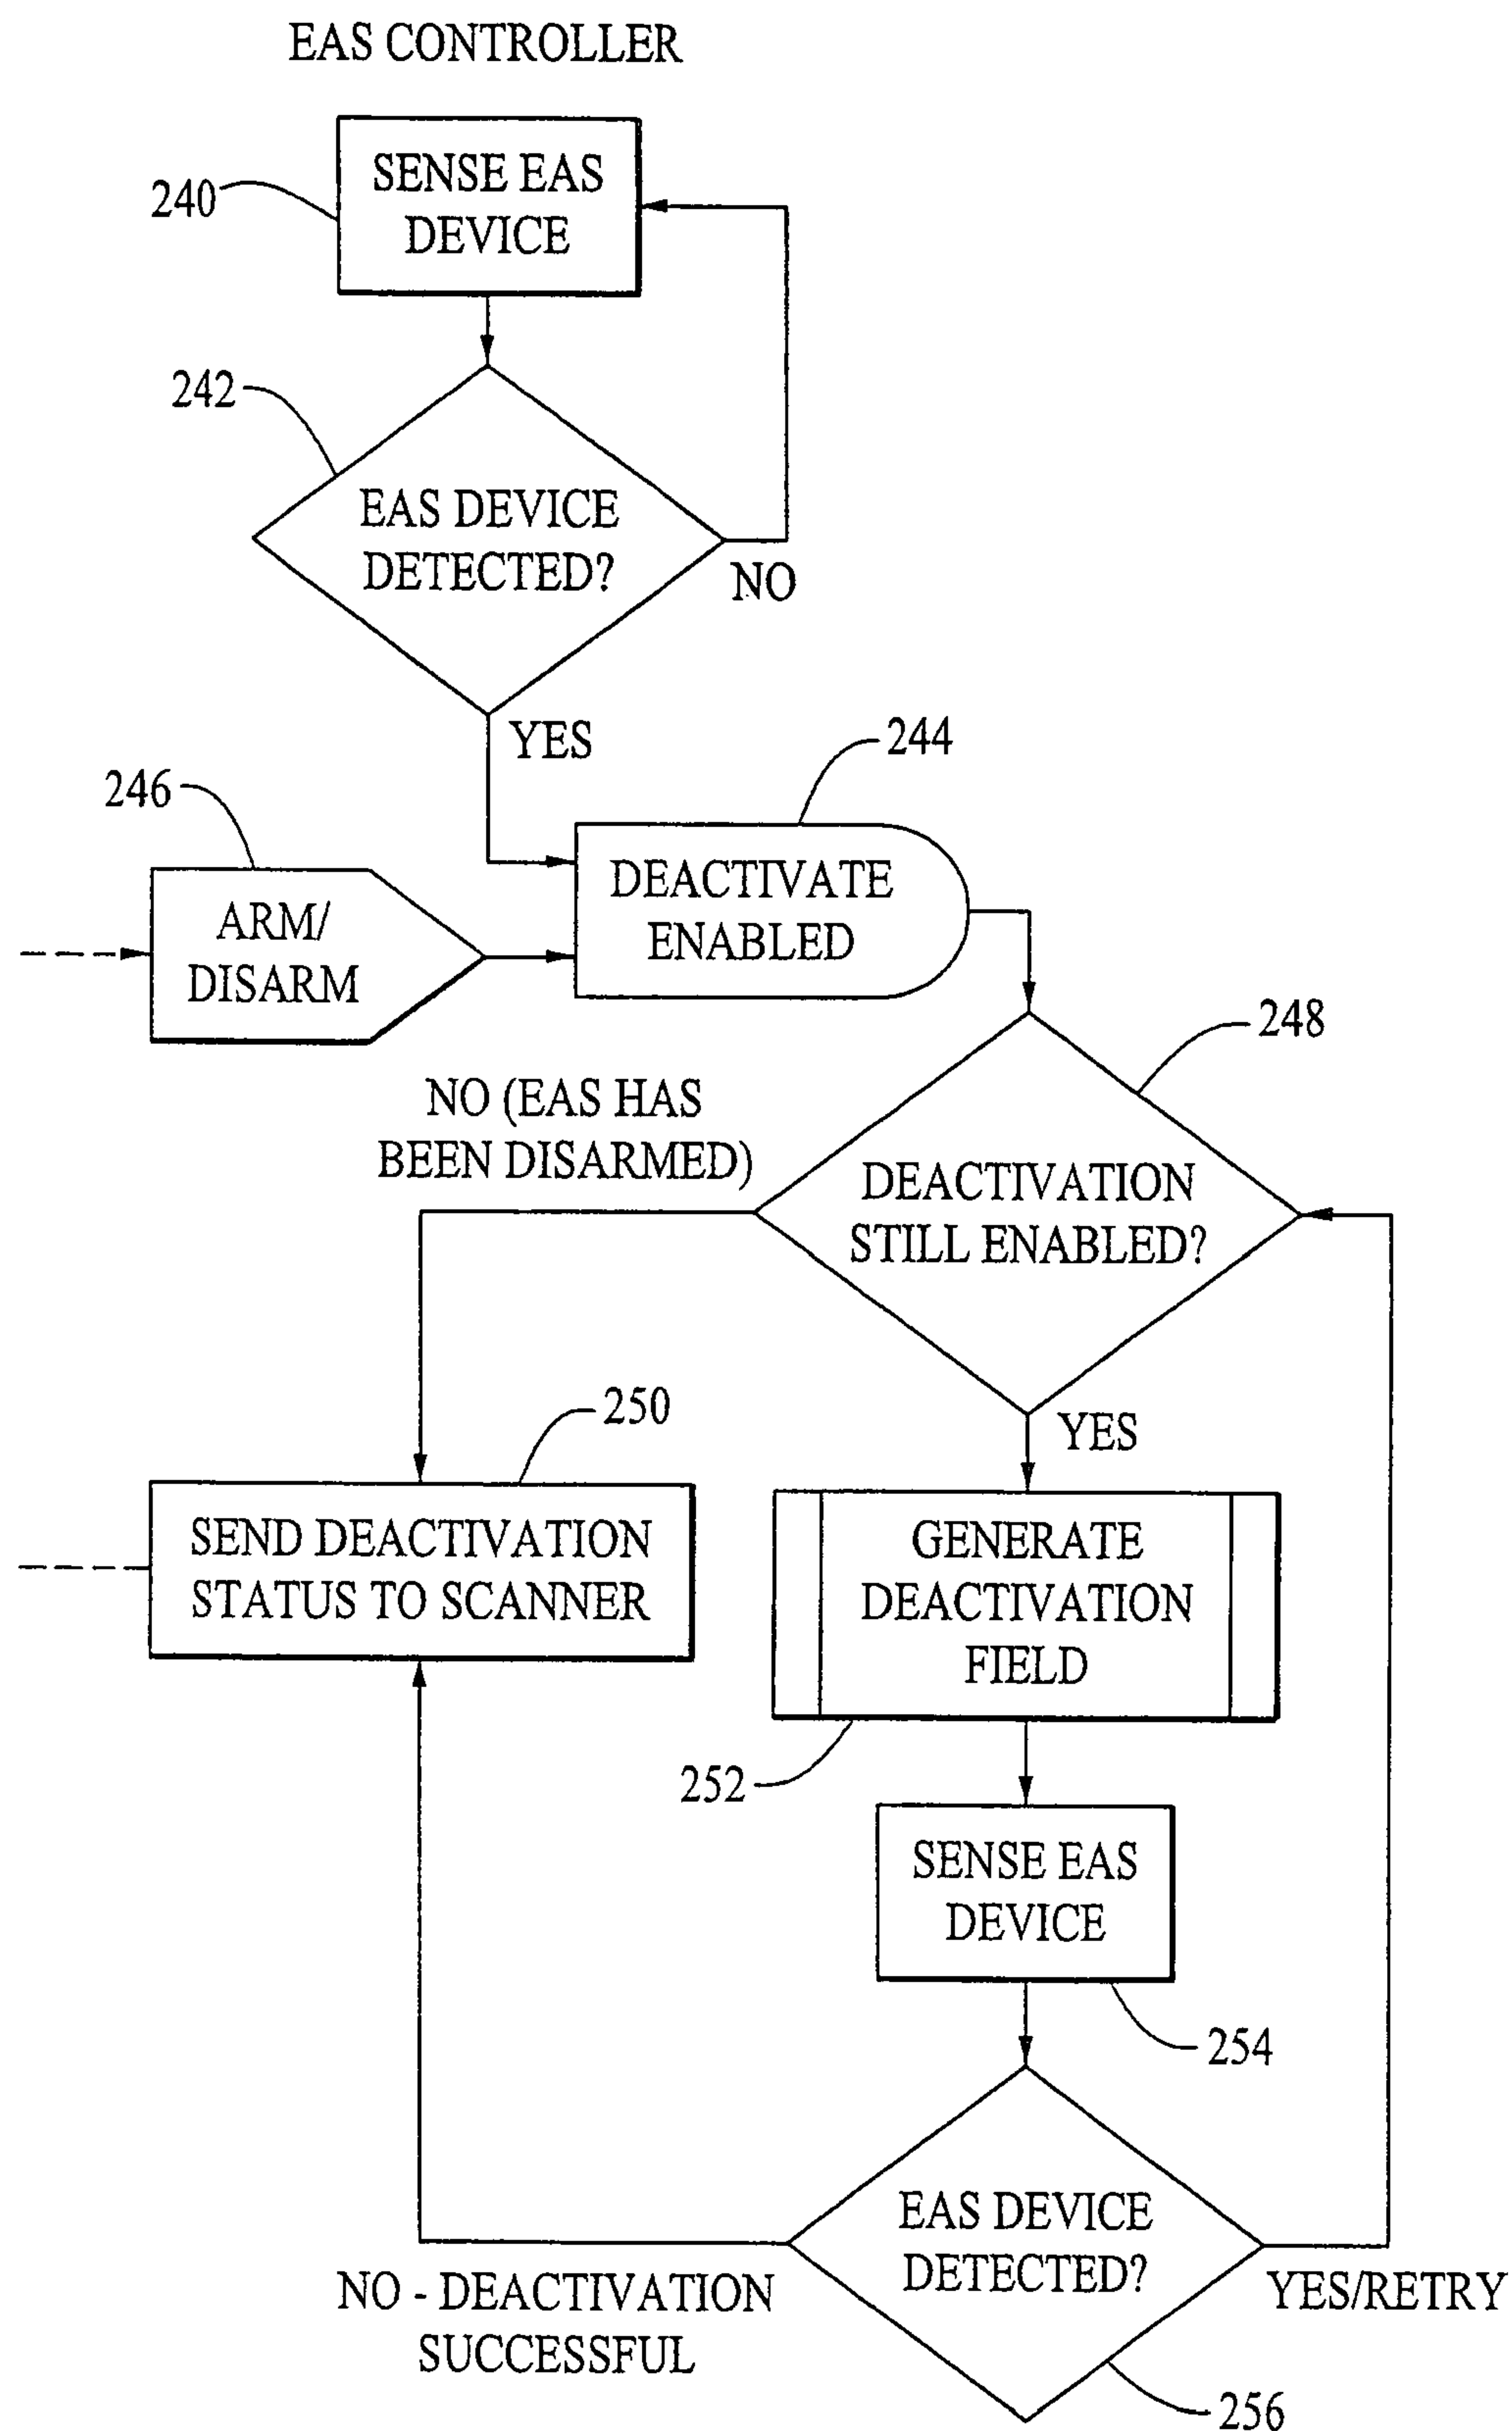 EAS CONTROLLER
SENSE EAS
DEVICE
240
242
EAS DEVICE
DETECTED?
NO
YES
244
246
DEACTIVATE
ENABLED
ARM/
DISARM
248
NO (EAS HAS
BEEN DISARMED)
DEACTIVATION
STILL ENABLED?
250
YES
SEND DEACTIVATION
STATUS TO SCANNER
GENERATE
DEACTIVATION
FIELD
252
SENSE EAS
DEVICE
254
EAS DEVICE
DETECTED?
NO - DEACTIVATION
SUCCESSFUL
YES/RETRY
256